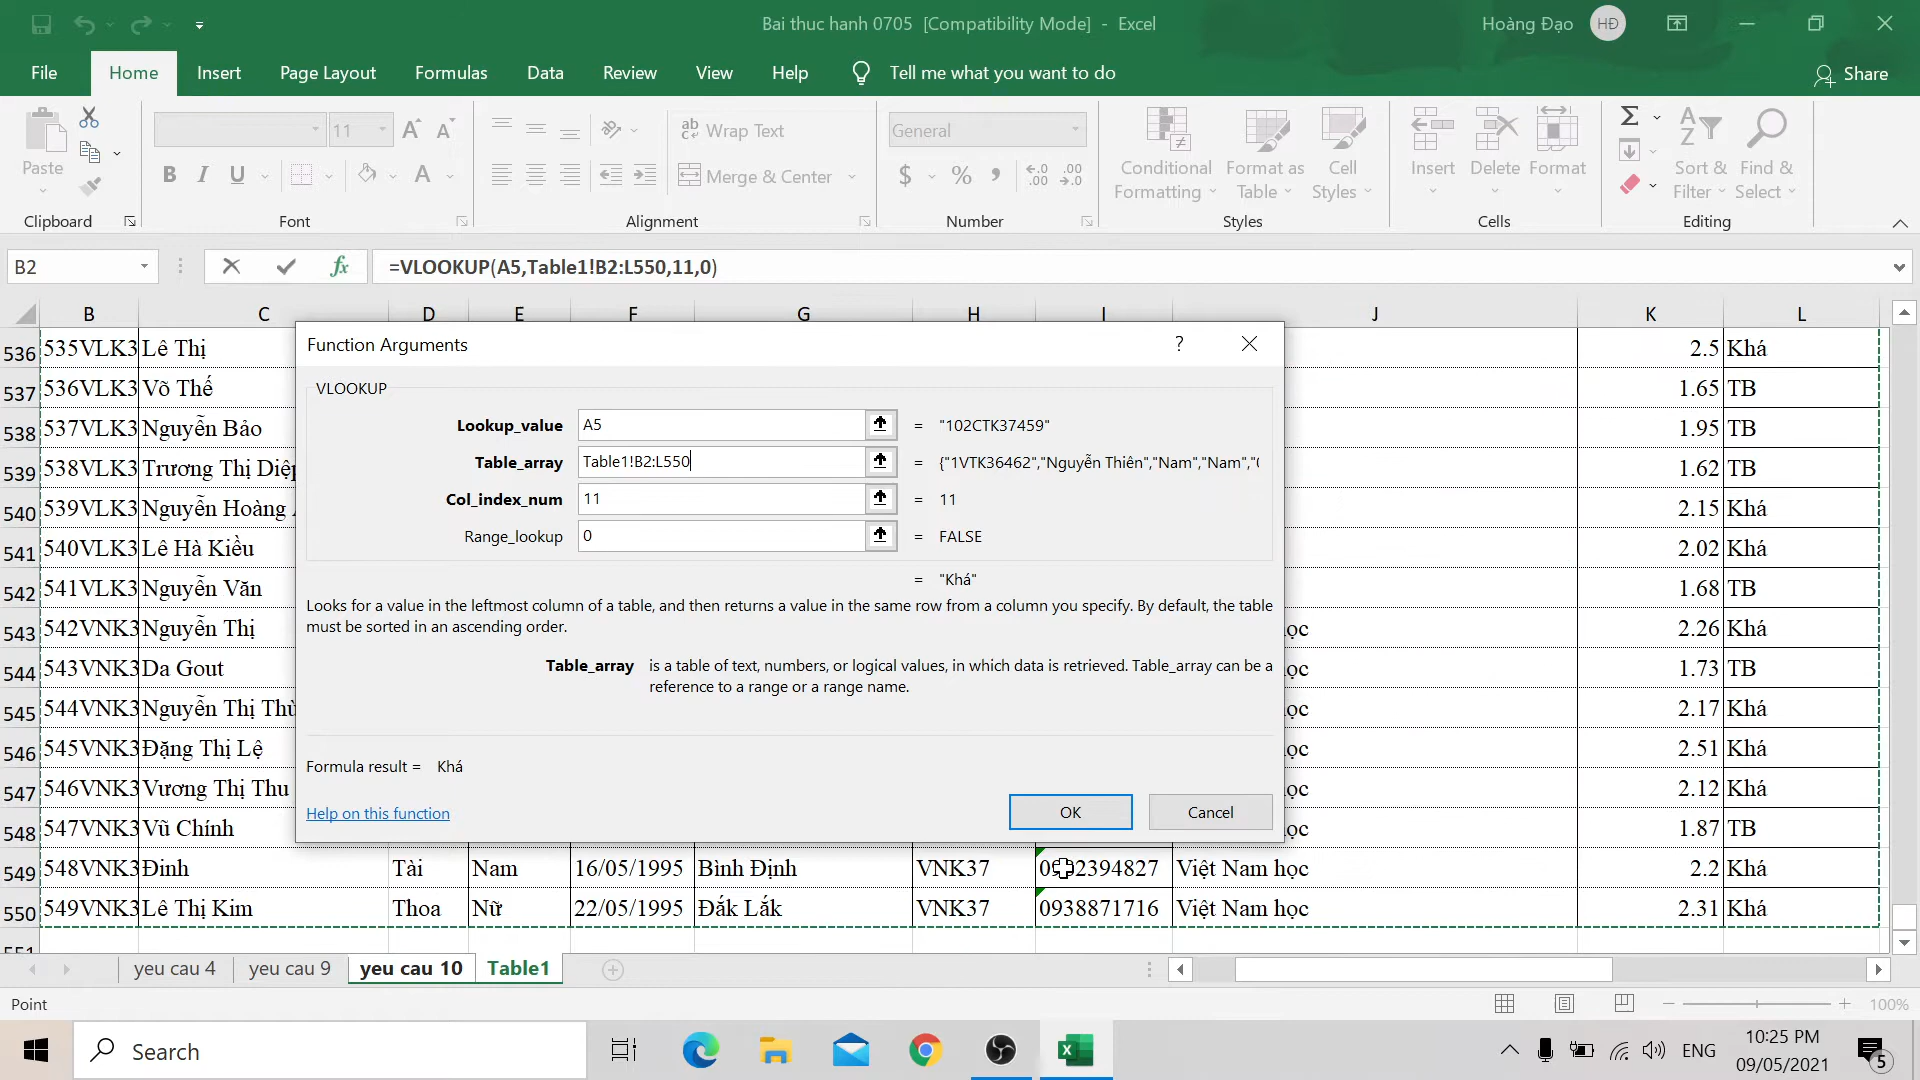 Bai thuc hanh 0705 [Compatibility Mode] - Excel
Hoàng Đạo HĐ
File Home Insert Page Layout Formulas Data Review View Help Tell me what you want to do Share
Paste
11
B I U
ab Wrap Text
Merge & Center
General
$ % 9
Conditional Formatting
Format as Table
Cell Styles
Insert Delete Format
Sort & Filter
Find & Select
Clipboard Font Alignment Number Styles Cells Editing
B2 fx =VLOOKUP(A5,Table1!B2:L550,11,0)
B C D E F G H I J K L
536 535VLK3 Lê Thị 2.5 Khá
537 536VLK3 Võ Thế 1.65 TB
538 537VLK3 Nguyễn Bảo 1.95 TB
539 538VLK3 Trương Thị Diệp 1.62 TB
540 539VLK3 Nguyễn Hoàng 2.15 Khá
541 540VLK3 Lê Hà Kiều 2.02 Khá
542 541VLK3 Nguyễn Văn 1.68 TB
543 542VNK3 Nguyễn Thị ọc 2.26 Khá
544 543VNK3 Da Gout ọc 1.73 TB
545 544VNK3 Nguyễn Thị Thù ọc 2.17 Khá
546 545VNK3 Đặng Thị Lệ ọc 2.51 Khá
547 546VNK3 Vương Thị Thu ọc 2.12 Khá
548 547VNK3 Vũ Chính ọc 1.87 TB
549 548VNK3 Đinh Tài Nam 16/05/1995 Bình Định VNK37 2394827 Việt Nam học 2.2 Khá
550 549VNK3 Lê Thị Kim Thoa Nữ 22/05/1995 Đắk Lắk VNK37 0938871716 Việt Nam học 2.31 Khá
551
Function Arguments ?
VLOOKUP
Lookup_value A5 = "102CTK37459"
Table_array Table1!B2:L550 = {"1VTK36462","Nguyễn Thiên","Nam","Nam","
Col_index_num 11 = 11
Range_lookup 0 = FALSE
= "Khá"
Looks for a value in the leftmost column of a table, and then returns a value in the same row from a column you specify. By default, the table
must be sorted in an ascending order.
Table_array is a table of text, numbers, or logical values, in which data is retrieved. Table_array can be a
reference to a range or a range name.
Formula result = Khá
Help on this function
OK Cancel
yeu cau 4 yeu cau 9 yeu cau 10 Table1
Point
100%
Search
ENG
10:25 PM
09/05/2021
5